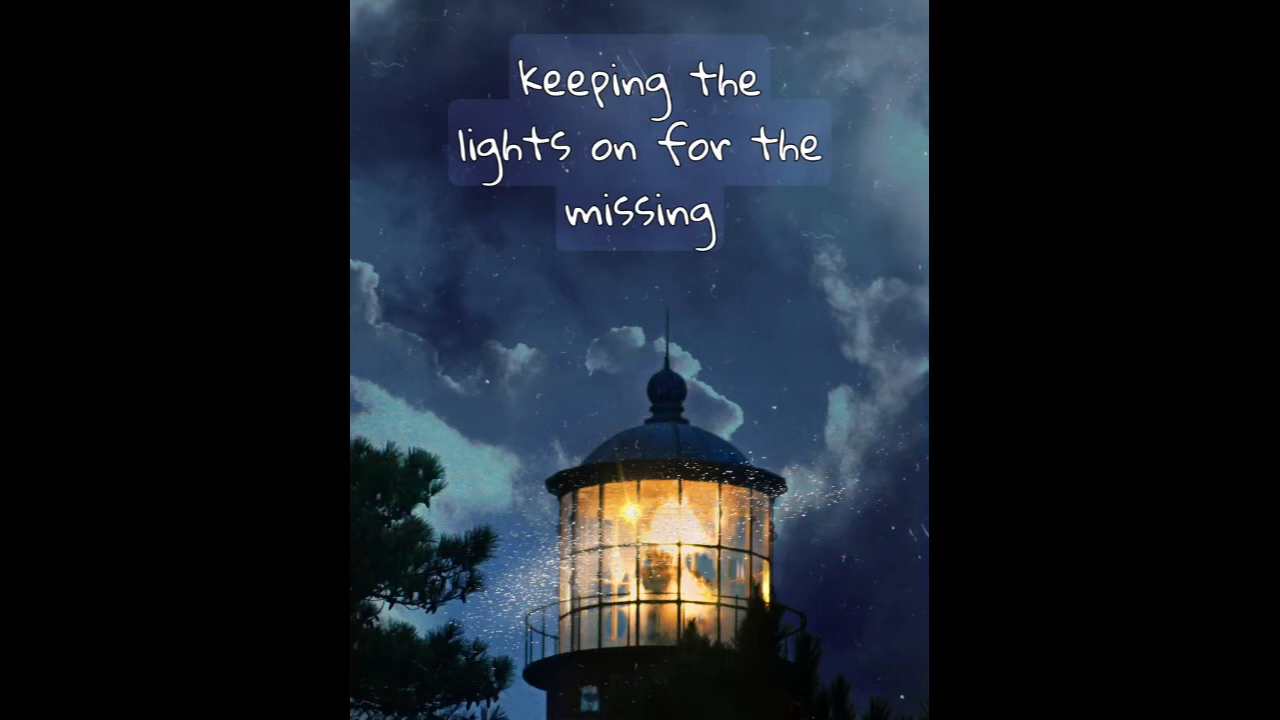 keeping the
lights on for the
missing